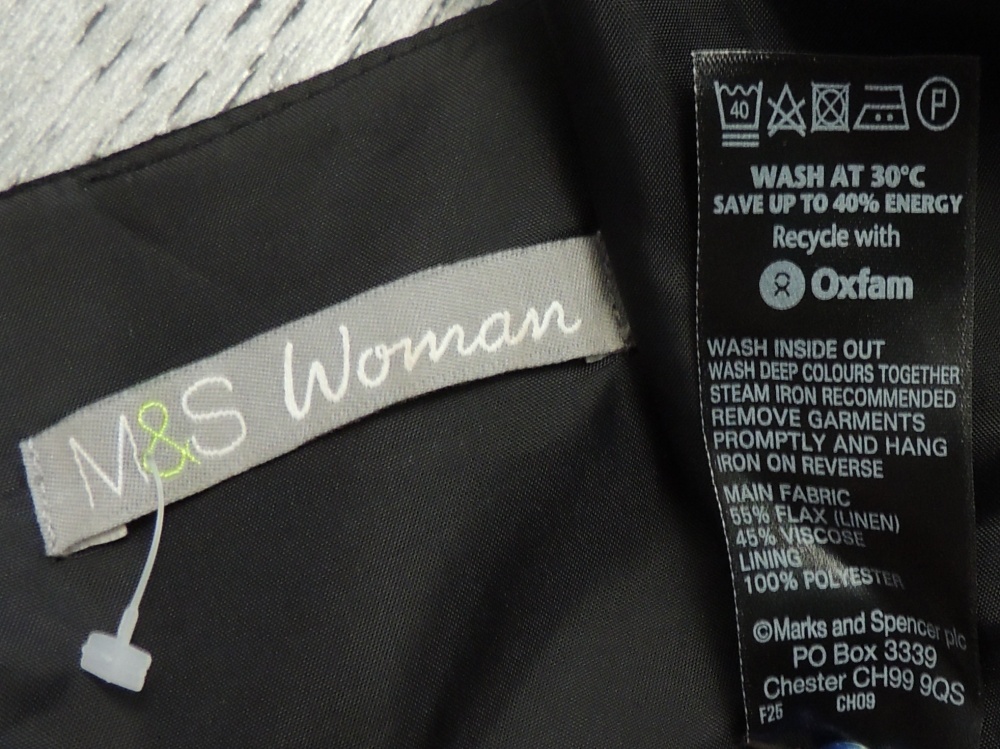 M&S Woman
40
P
WASH AT 30°C
SAVE UP TO 40% ENERGY
Recycle with
Oxfam
WASH INSIDE OUT
WASH DEEP COLOURS TOGETHER
STEAM IRON RECOMMENDED
REMOVE GARMENTS
PROMPTLY AND HANG
IRON ON REVERSE
MAIN FABRIC
55% FLAX (LINEN)
45% VISCOSE
LINING
100% POLYESTER
©Marks and Spencer plc
PO Box 3339
Chester CH99 9QS
F25 CH09